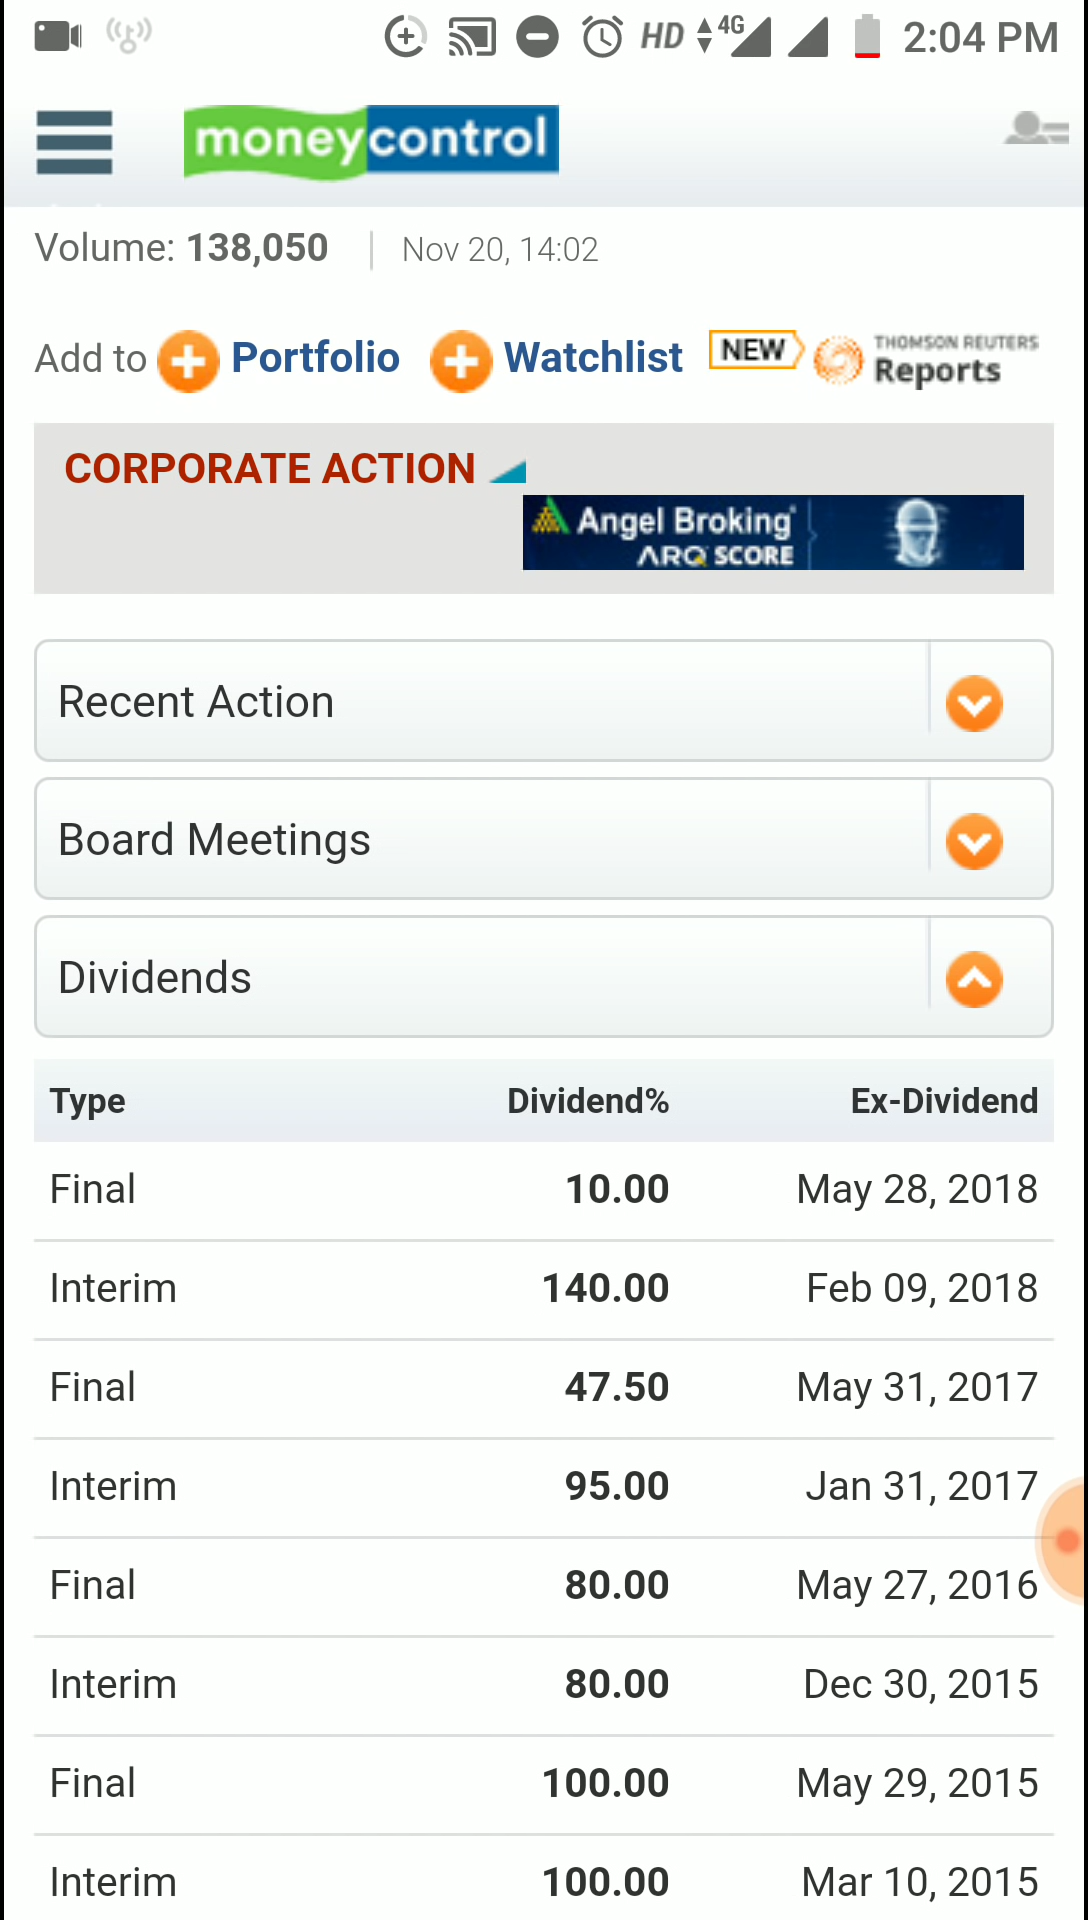 HD 4G 2:04 PM
moneycontrol
Volume: 138,050 | Nov 20, 14:02
Add to Portfolio Watchlist NEW THOMSON REUTERS Reports
CORPORATE ACTION
Angel Broking
ARQ SCORE
Recent Action
Board Meetings
Dividends
Type Dividend% Ex-Dividend
Final 10.00 May 28, 2018
Interim 140.00 Feb 09, 2018
Final 47.50 May 31, 2017
Interim 95.00 Jan 31, 2017
Final 80.00 May 27, 2016
Interim 80.00 Dec 30, 2015
Final 100.00 May 29, 2015
Interim 100.00 Mar 10, 2015